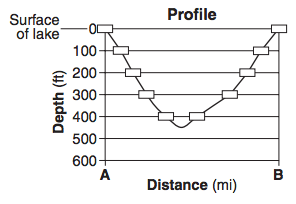 Profile
Surface
of lake
0
100
200
300
400
500
600
Depth (ft)
A
B
Distance (mi)